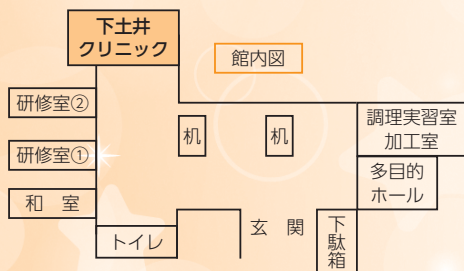 下土井
クリニック
館内図
研修室②
机
机
調理実習室
加工室
研修室①
多目的
ホール
和　室
玄　関
下駄箱
トイレ